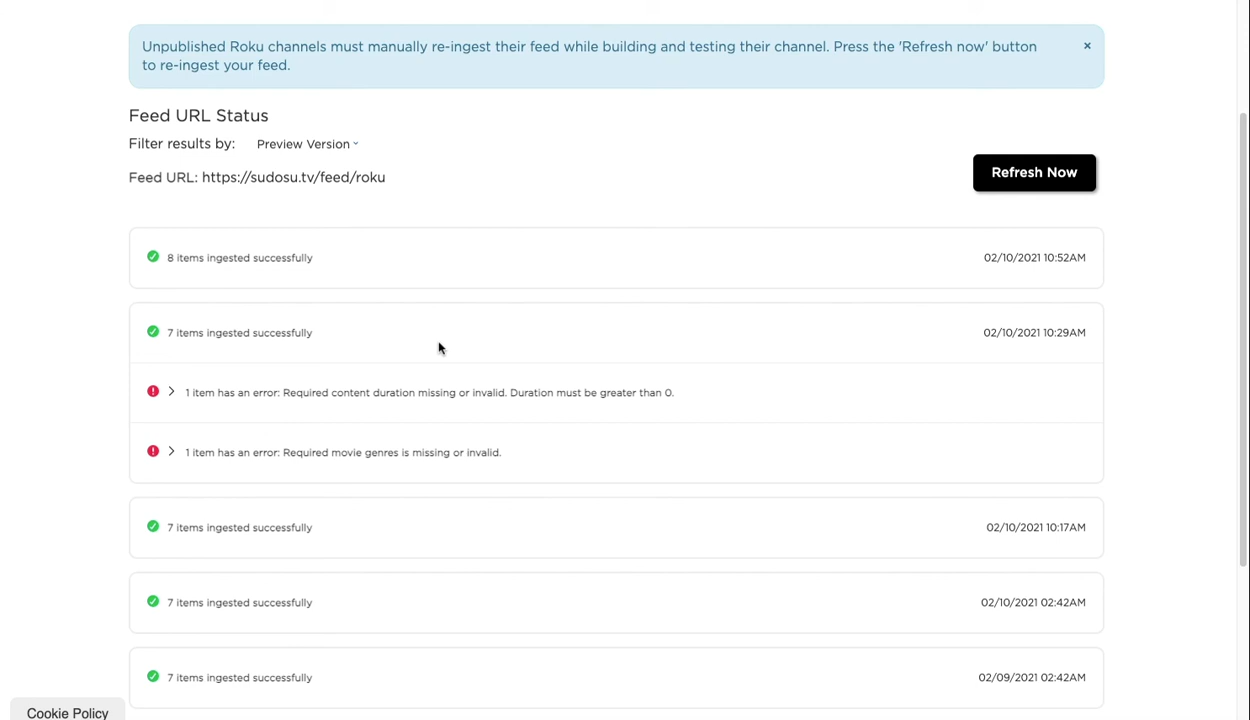 Unpublished Roku channels must manually re-ingest their feed while building and testing their channel. Press the 'Refresh now' button
to re-ingest your feed.
×
Feed URL Status
Filter results by: Preview Version
Feed URL: https://sudosu.tv/feed/roku
Refresh Now
8 items ingested successfully 02/10/2021 10:52AM
7 items ingested successfully 02/10/2021 10:29AM
1 item has an error: Required content duration missing or invalid. Duration must be greater than 0.
1 item has an error: Required movie genres is missing or invalid.
7 items ingested successfully 02/10/2021 10:17AM
7 items ingested successfully 02/10/2021 02:42AM
7 items ingested successfully 02/09/2021 02:42AM
Cookie Policy